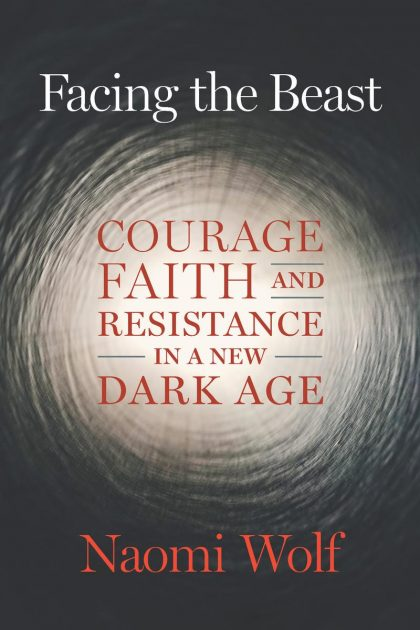 Facing the Beast
COURAGE
FAITH AND
RESISTANCE
IN A NEW
DARK AGE
Naomi Wolf